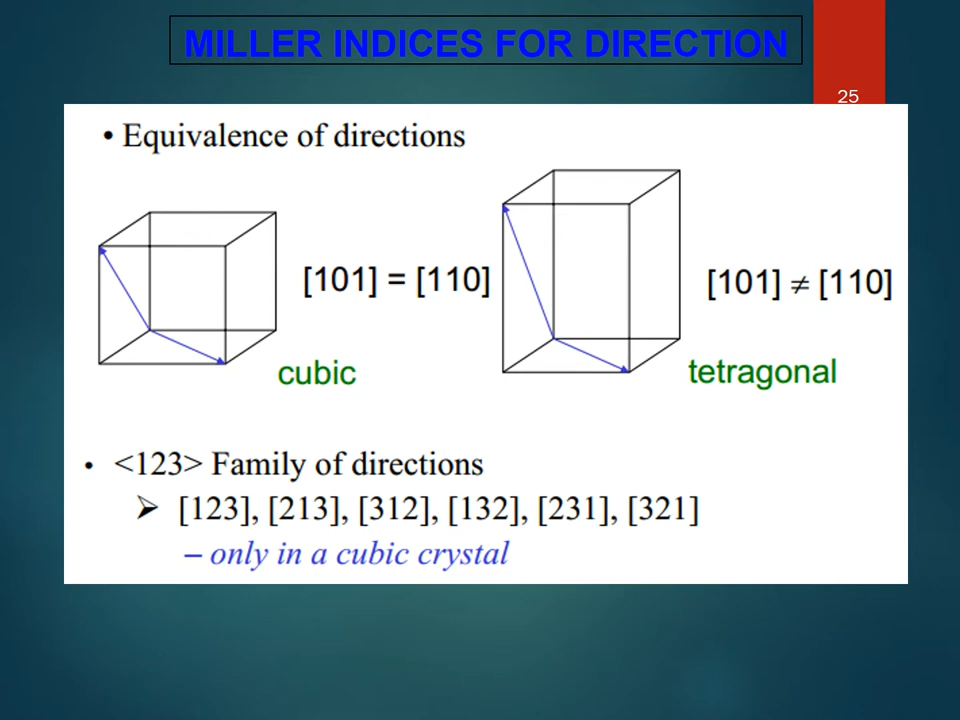 MILLER INDICES FOR DIRECTION
25
• Equivalence of directions
[101] = [110]
[101] ≠ [110]
cubic
tetragonal
• <123> Family of directions
➢ [123], [213], [312], [132], [231], [321]
– only in a cubic crystal